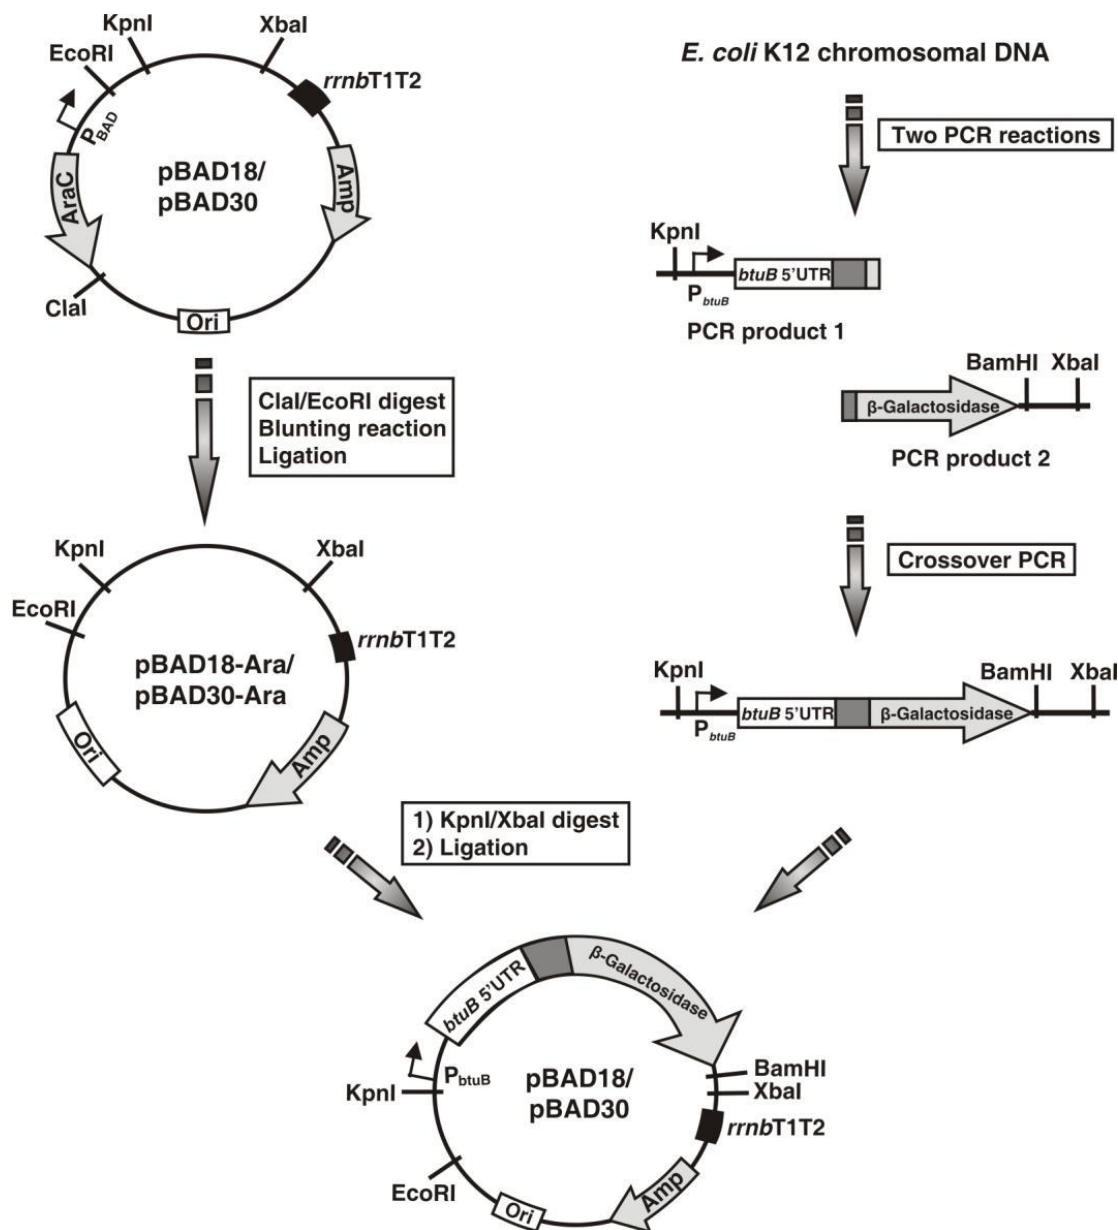 KpnI
XbaI
EcoRI
rrnbT1T2
PBAD
pBAD18/
pBAD30
AraC
Amp
ClaI
Ori
ClaI/EcoRI digest
Blunting reaction
Ligation
KpnI
XbaI
EcoRI
rrnbT1T2
pBAD18-Ara/
pBAD30-Ara
Ori
Amp
E. coli K12 chromosomal DNA
Two PCR reactions
KpnI
btuB 5'UTR
PbtuB
PCR product 1
BamHI XbaI
β-Galactosidase
PCR product 2
Crossover PCR
KpnI
BamHI XbaI
btuB 5'UTR
β-Galactosidase
PbtuB
1) KpnI/XbaI digest
2) Ligation
btuB 5'UTR
β-Galactosidase
PbtuB
KpnI
pBAD18/
pBAD30
BamHI
XbaI
rrnbT1T2
EcoRI
Ori
Amp